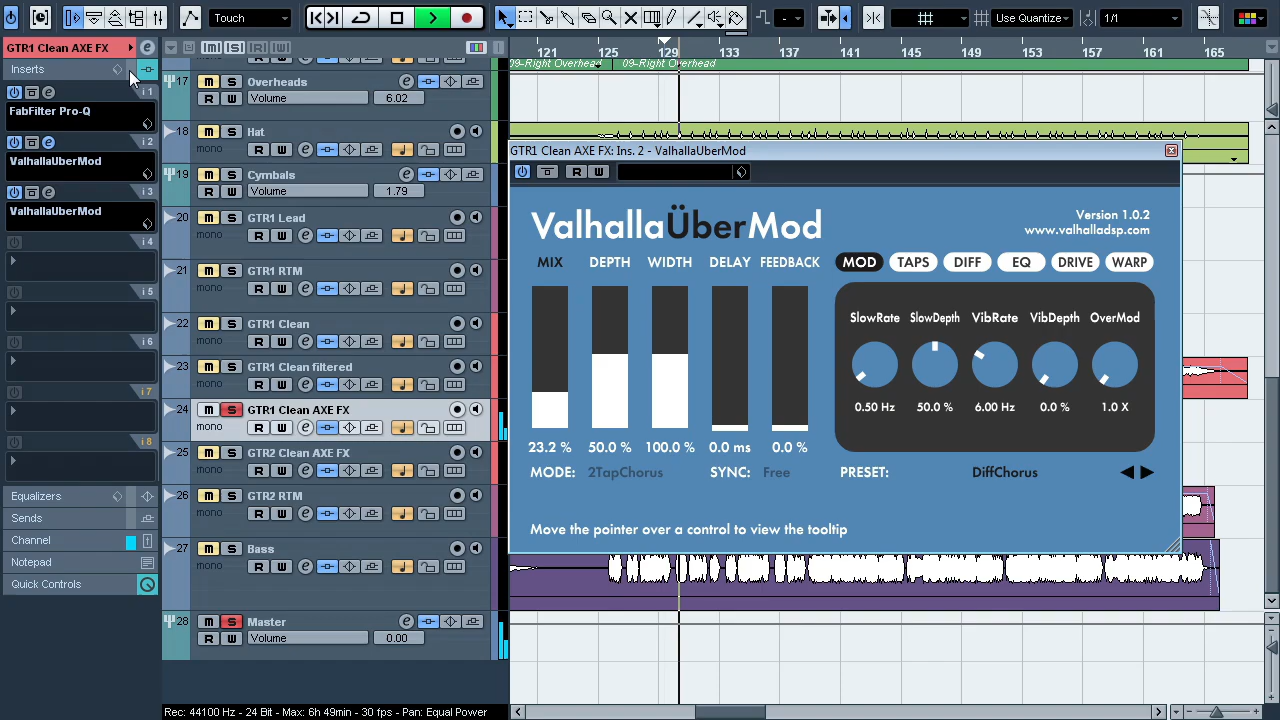 Touch
Use Quantize
1/1
GTR1 Clean AXE FX
Inserts
i 1
FabFilter Pro-Q
i 2
ValhallaUberMod
i 3
ValhallaUberMod
i 4
i 5
i 6
i 7
i 8
Equalizers
Sends
Channel
Notepad
Quick Controls
121 125 129 133 137 141 145 149 153 157 161 165
09-Right Overhead 09-Right Overhead
17 M S Overheads
R W Volume 6.02
18 M S Hat
mono R W
19 M S Cymbals
R W Volume 1.79
20 M S GTR1 Lead
mono R W
21 M S GTR1 RTM
mono R W
22 M S GTR1 Clean
mono R W
23 M S GTR1 Clean filtered
mono R W
24 M S GTR1 Clean AXE FX
mono R W
25 M S GTR2 Clean AXE FX
mono R W
26 M S GTR2 RTM
mono R W
27 M S Bass
mono R W
28 M S Master
R W Volume 0.00
GTR1 Clean AXE FX: Ins. 2 - ValhallaUberMod
R W
ValhallaÜberMod
Version 1.0.2
www.valhalladsp.com
MIX DEPTH WIDTH DELAY FEEDBACK
MOD TAPS DIFF EQ DRIVE WARP
SlowRate SlowDepth VibRate VibDepth OverMod
0.50 Hz 50.0 % 6.00 Hz 0.0 % 1.0 X
23.2 % 50.0 % 100.0 % 0.0 ms 0.0 %
MODE: 2TapChorus SYNC: Free PRESET: DiffChorus
Move the pointer over a control to view the tooltip
Rec: 44100 Hz - 24 Bit - Max: 6h 49min - 30 fps - Pan: Equal Power